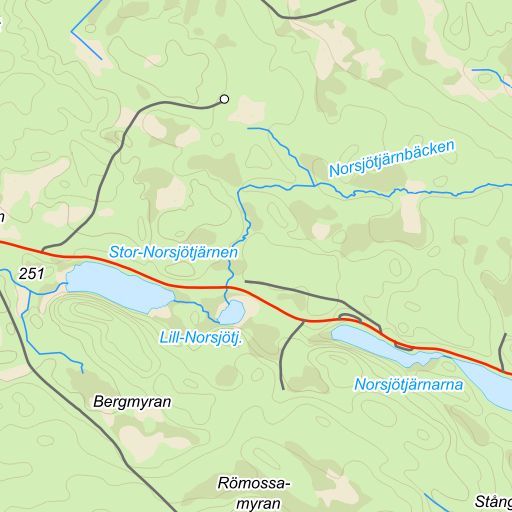 Norsjötjärnbäcken
Stor-Norsjötjärnen
251
Lill-Norsjötj.
Norsjötjärnarna
Bergmyran
Römossa-
myran
Stång